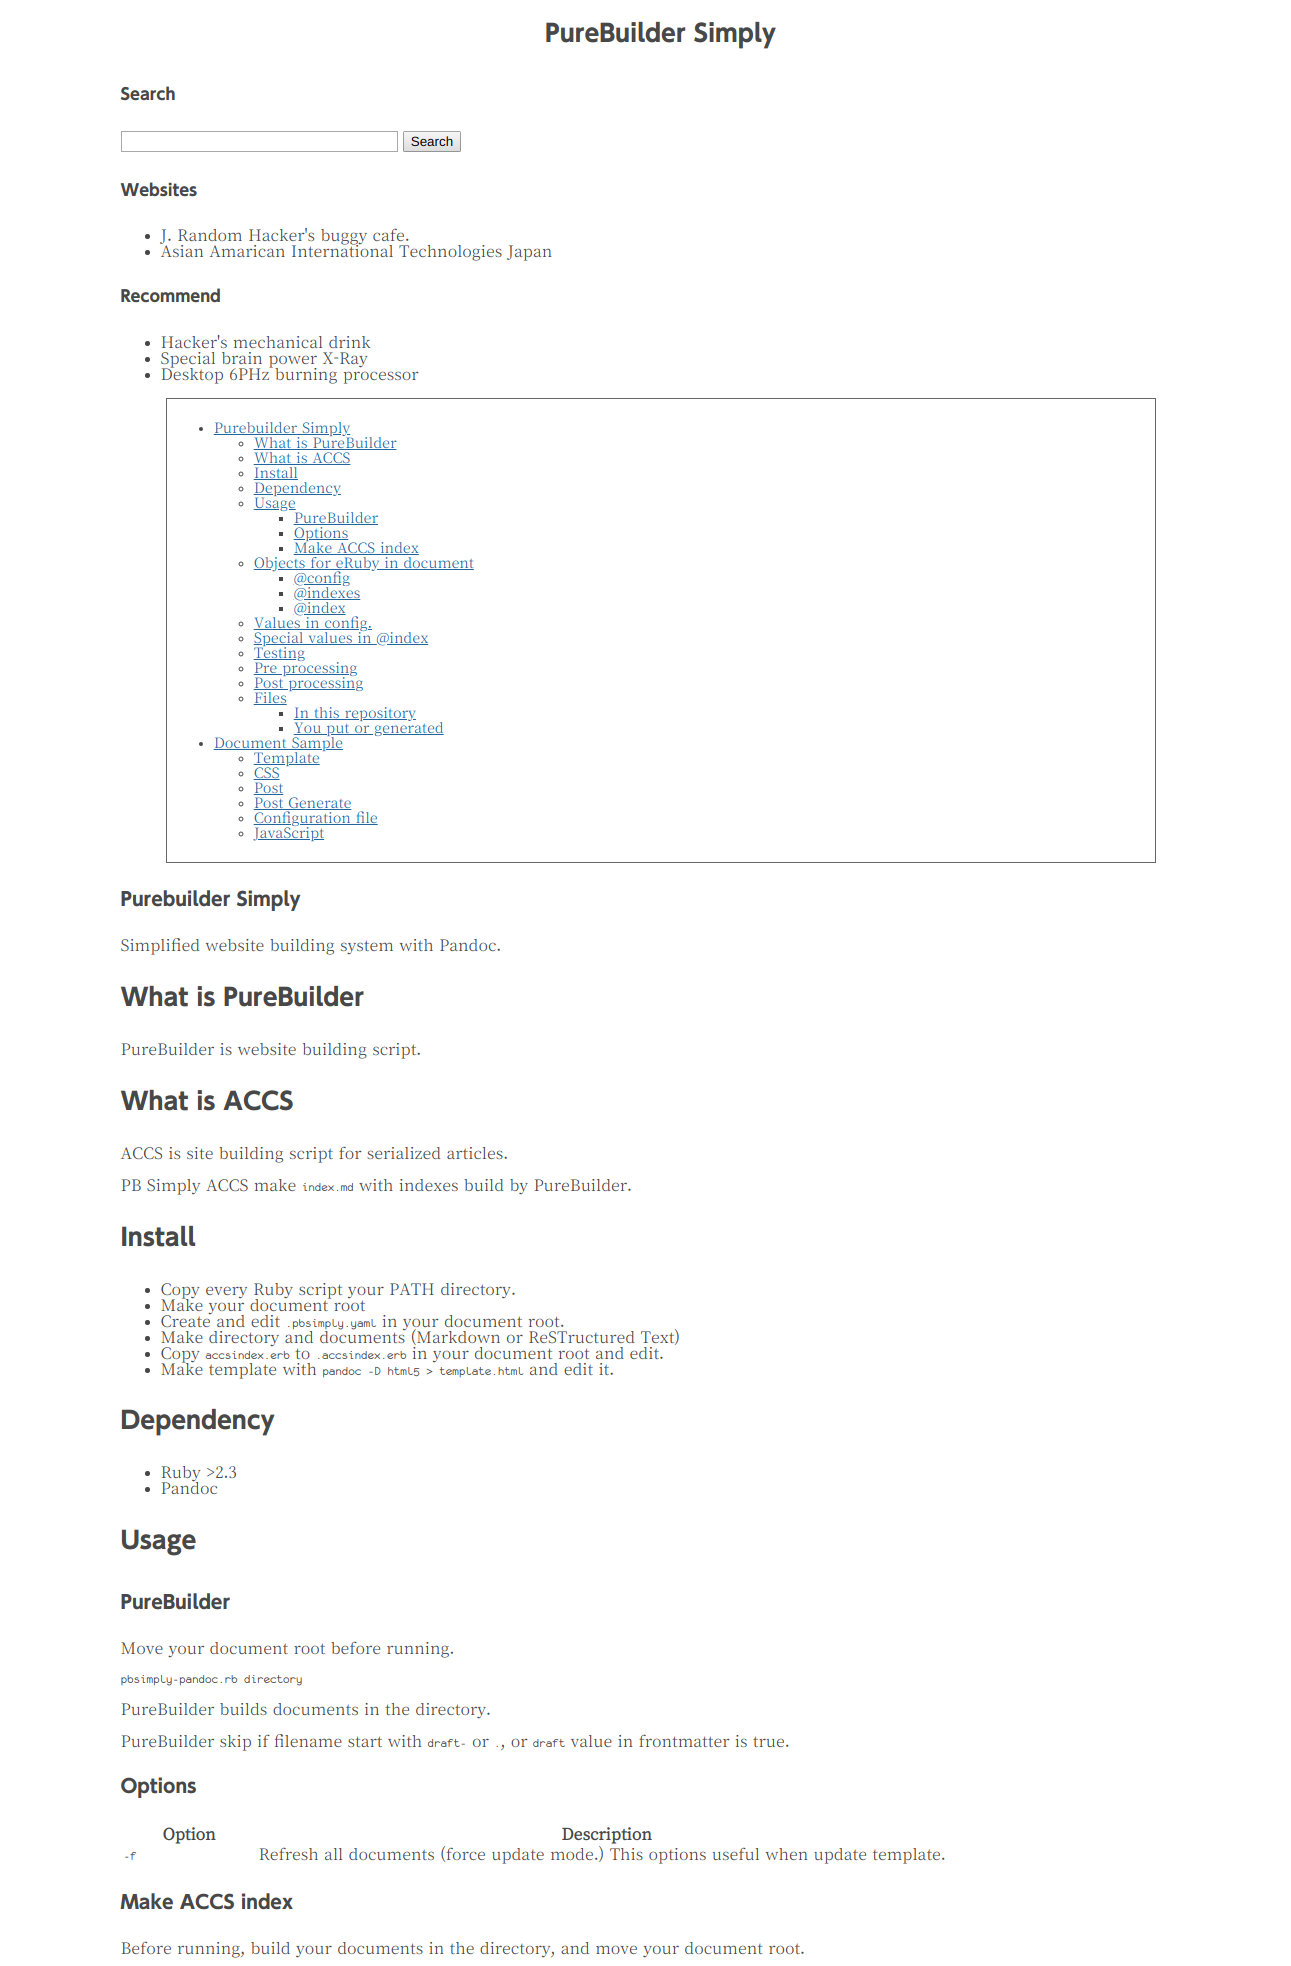 PureBuilder Simply
Search
Search
Websites
J. Random Hacker's buggy cafe.
Asian Amarican International Technologies Japan
Recommend
Hacker's mechanical drink
Special brain power X-Ray
Desktop 6PHz burning processor
Purebuilder Simply
What is PureBuilder
What is ACCS
Install
Dependency
Usage
PureBuilder
Options
Make ACCS index
Objects for eRuby in document
@config
@indexes
@index
Values in config.
Special values in @index
Testing
Pre processing
Post processing
Files
In this repository
You put or generated
Document Sample
Template
CSS
Post
Post Generate
Configuration file
JavaScript
Purebuilder Simply
Simplified website building system with Pandoc.
What is PureBuilder
PureBuilder is website building script.
What is ACCS
ACCS is site building script for serialized articles.
PB Simply ACCS make index.md with indexes build by PureBuilder.
Install
Copy every Ruby script your PATH directory.
Make your document root
Create and edit .pbsimply.yaml in your document root.
Make directory and documents (Markdown or ReSTructured Text)
Copy accsindex.erb to .accsindex.erb in your document root and edit.
Make template with pandoc -D html5 > template.html and edit it.
Dependency
Ruby >2.3
Pandoc
Usage
PureBuilder
Move your document root before running.
pbsimply-pandoc.rb directory
PureBuilder builds documents in the directory.
PureBuilder skip if filename start with draft- or ., or draft value in frontmatter is true.
Options
Option Description
-f Refresh all documents (force update mode.) This options useful when update template.
Make ACCS index
Before running, build your documents in the directory, and move your document root.